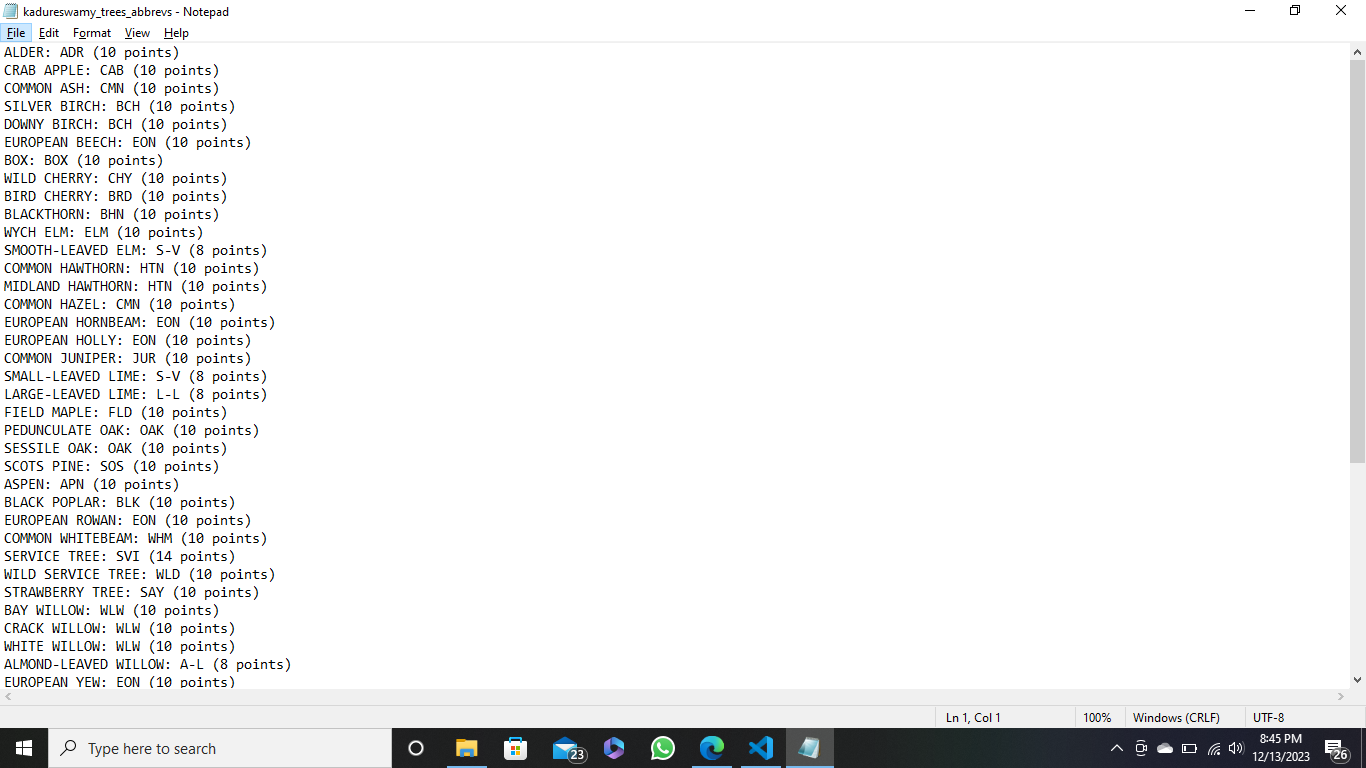 kadureswamy_trees_abbrevs - Notepad
File Edit Format View Help
ALDER: ADR (10 points)
CRAB APPLE: CAB (10 points)
COMMON ASH: CMN (10 points)
SILVER BIRCH: BCH (10 points)
DOWNY BIRCH: BCH (10 points)
EUROPEAN BEECH: EON (10 points)
BOX: BOX (10 points)
WILD CHERRY: CHY (10 points)
BIRD CHERRY: BRD (10 points)
BLACKTHORN: BHN (10 points)
WYCH ELM: ELM (10 points)
SMOOTH-LEAVED ELM: S-V (8 points)
COMMON HAWTHORN: HTN (10 points)
MIDLAND HAWTHORN: HTN (10 points)
COMMON HAZEL: CMN (10 points)
EUROPEAN HORNBEAM: EON (10 points)
EUROPEAN HOLLY: EON (10 points)
COMMON JUNIPER: JUR (10 points)
SMALL-LEAVED LIME: S-V (8 points)
LARGE-LEAVED LIME: L-L (8 points)
FIELD MAPLE: FLD (10 points)
PEDUNCULATE OAK: OAK (10 points)
SESSILE OAK: OAK (10 points)
SCOTS PINE: SOS (10 points)
ASPEN: APN (10 points)
BLACK POPLAR: BLK (10 points)
EUROPEAN ROWAN: EON (10 points)
COMMON WHITEBEAM: WHM (10 points)
SERVICE TREE: SVI (14 points)
WILD SERVICE TREE: WLD (10 points)
STRAWBERRY TREE: SAY (10 points)
BAY WILLOW: WLW (10 points)
CRACK WILLOW: WLW (10 points)
WHITE WILLOW: WLW (10 points)
ALMOND-LEAVED WILLOW: A-L (8 points)
EUROPEAN YEW: EON (10 points)
Ln 1, Col 1 100% Windows (CRLF) UTF-8
Type here to search
23
8:45 PM
12/13/2023
26